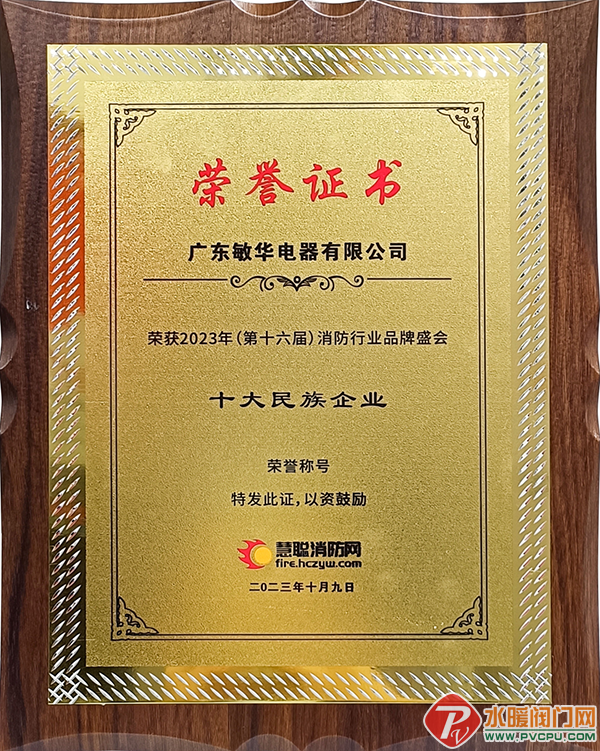 荣誉证书
广东敏华电器有限公司
荣获2023年(第十六届)消防行业品牌盛会
十大民族企业
荣誉称号
特发此证,以资鼓励
慧聪消防网
fire.hczyw.com
二0二三年十月九日
PV 水暖阀门网
WWW.PVCPU.COM